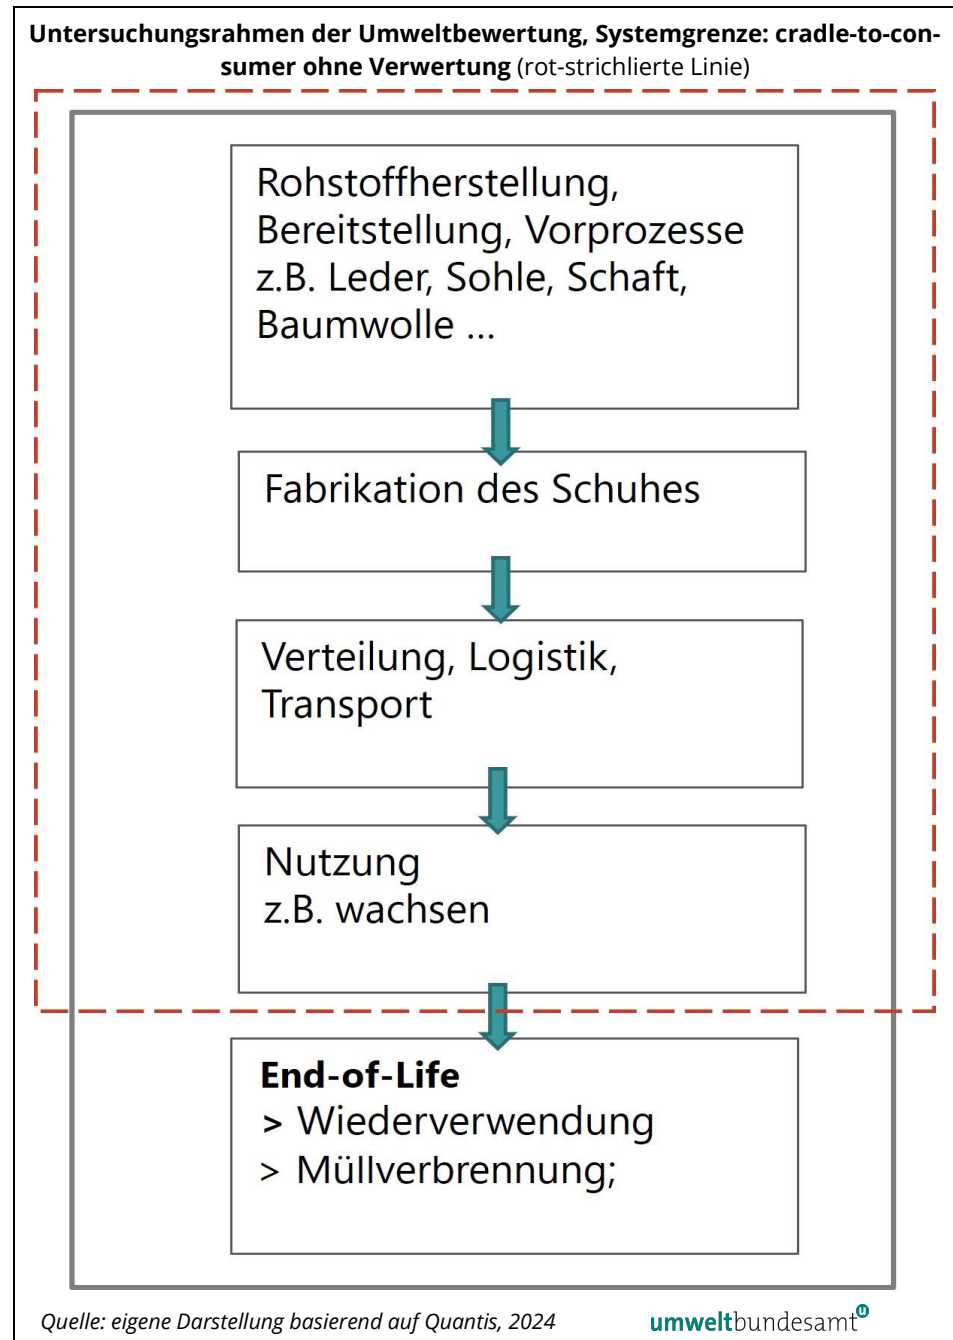 Untersuchungsrahmen der Umweltbewertung, Systemgrenze: cradle-to-con-
sumer ohne Verwertung (rot-strichlierte Linie)
Rohstoffherstellung,
Bereitstellung, Vorprozesse
z.B. Leder, Sohle, Schaft,
Baumwolle ...
Fabrikation des Schuhes
Verteilung, Logistik,
Transport
Nutzung
z.B. wachsen
End-of-Life
> Wiederverwendung
> Müllverbrennung;
Quelle: eigene Darstellung basierend auf Quantis, 2024
umweltbundesamt u